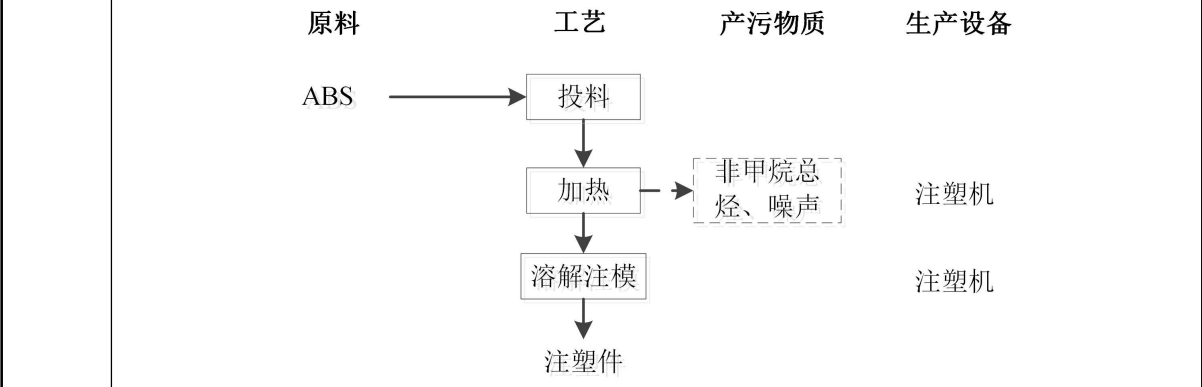 原料 工艺 产污物质 生产设备
ABS 投料
加热 非甲烷总
烃、噪声 注塑机
溶解注模 注塑机
注塑件